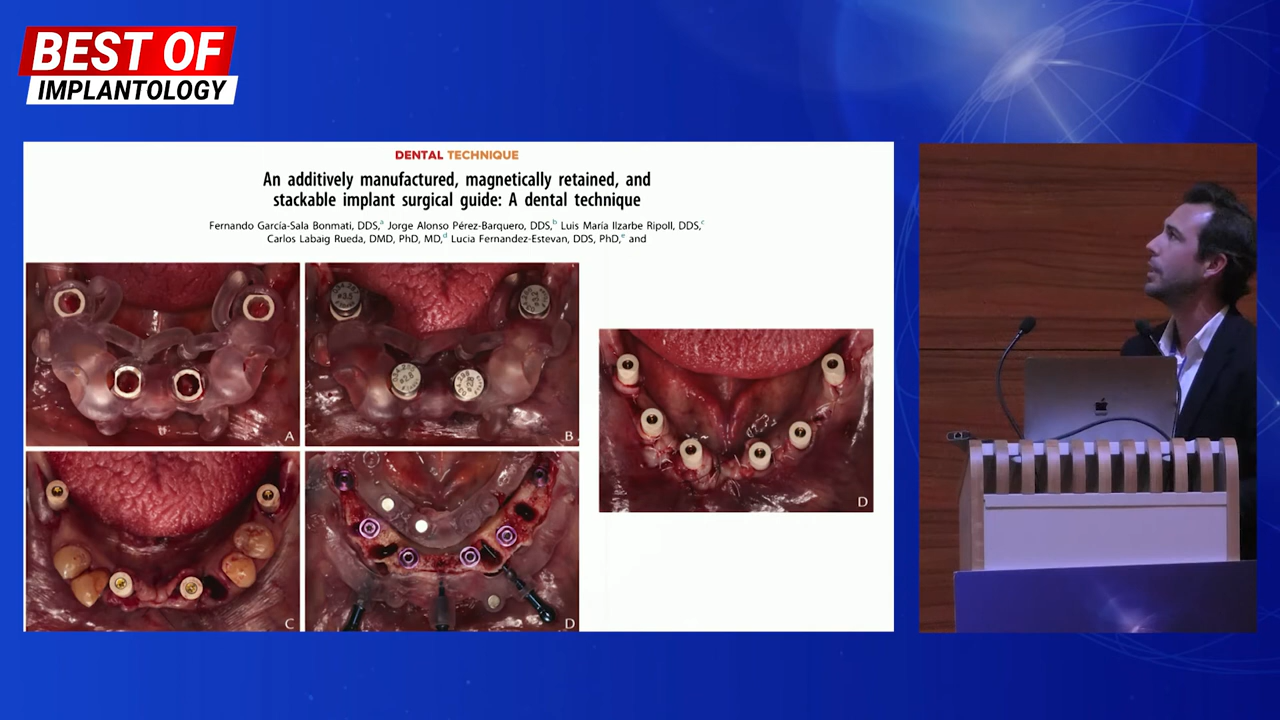 BEST OF
IMPLANTOLOGY
DENTAL TECHNIQUE
An additively manufactured, magnetically retained, and
stackable implant surgical guide: A dental technique
Fernando García-Sala Bonmatí, DDS,a Jorge Alonso Pérez-Barquero, DDS,b Luis María Ilzarbe Ripoll, DDS,c
Carlos Labaig Rueda, DMD, PhD, MD,d Lucia Fernandez-Estevan, DDS, PhD,e and
A
B
C
D
D